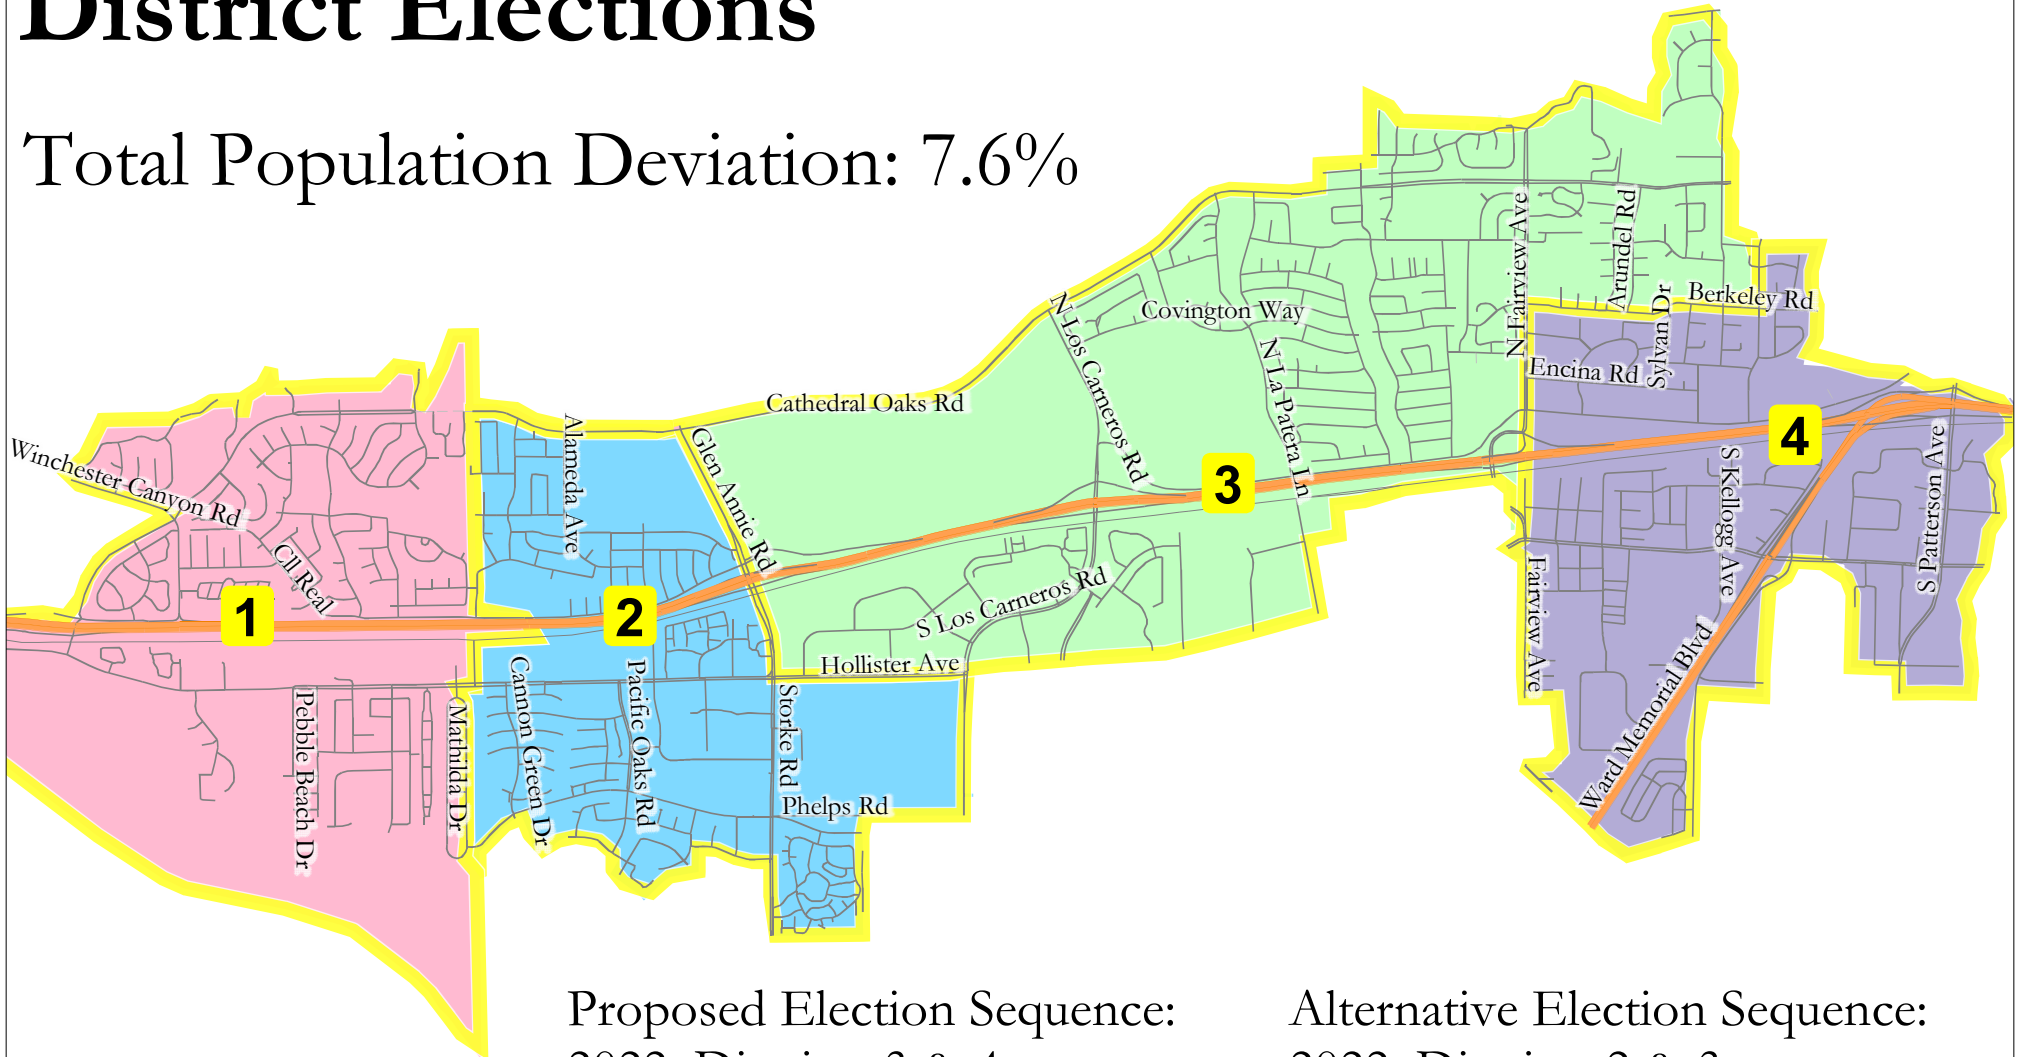 District Elections
Total Population Deviation: 7.6%
N Fairview Ave
Arundel Rd
Sylvan Dr
Berkeley Rd
Covington Way
N Los Carneros Rd
N La Patera Ln
Encina Rd
Cathedral Oaks Rd
Alameda Ave
Glen Annie Rd
Winchester Canyon Rd
Cll Real
1
2
3
4
S Kellogg Ave
S Patterson Ave
Fairview Ave
S Los Carneros Rd
Hollister Ave
Ward Memorial Blvd
Pebble Beach Dr
Mathilda Dr
Cannon Green Dr
Pacific Oaks Rd
Storke Rd
Phelps Rd
Proposed Election Sequence:
Alternative Election Sequence: